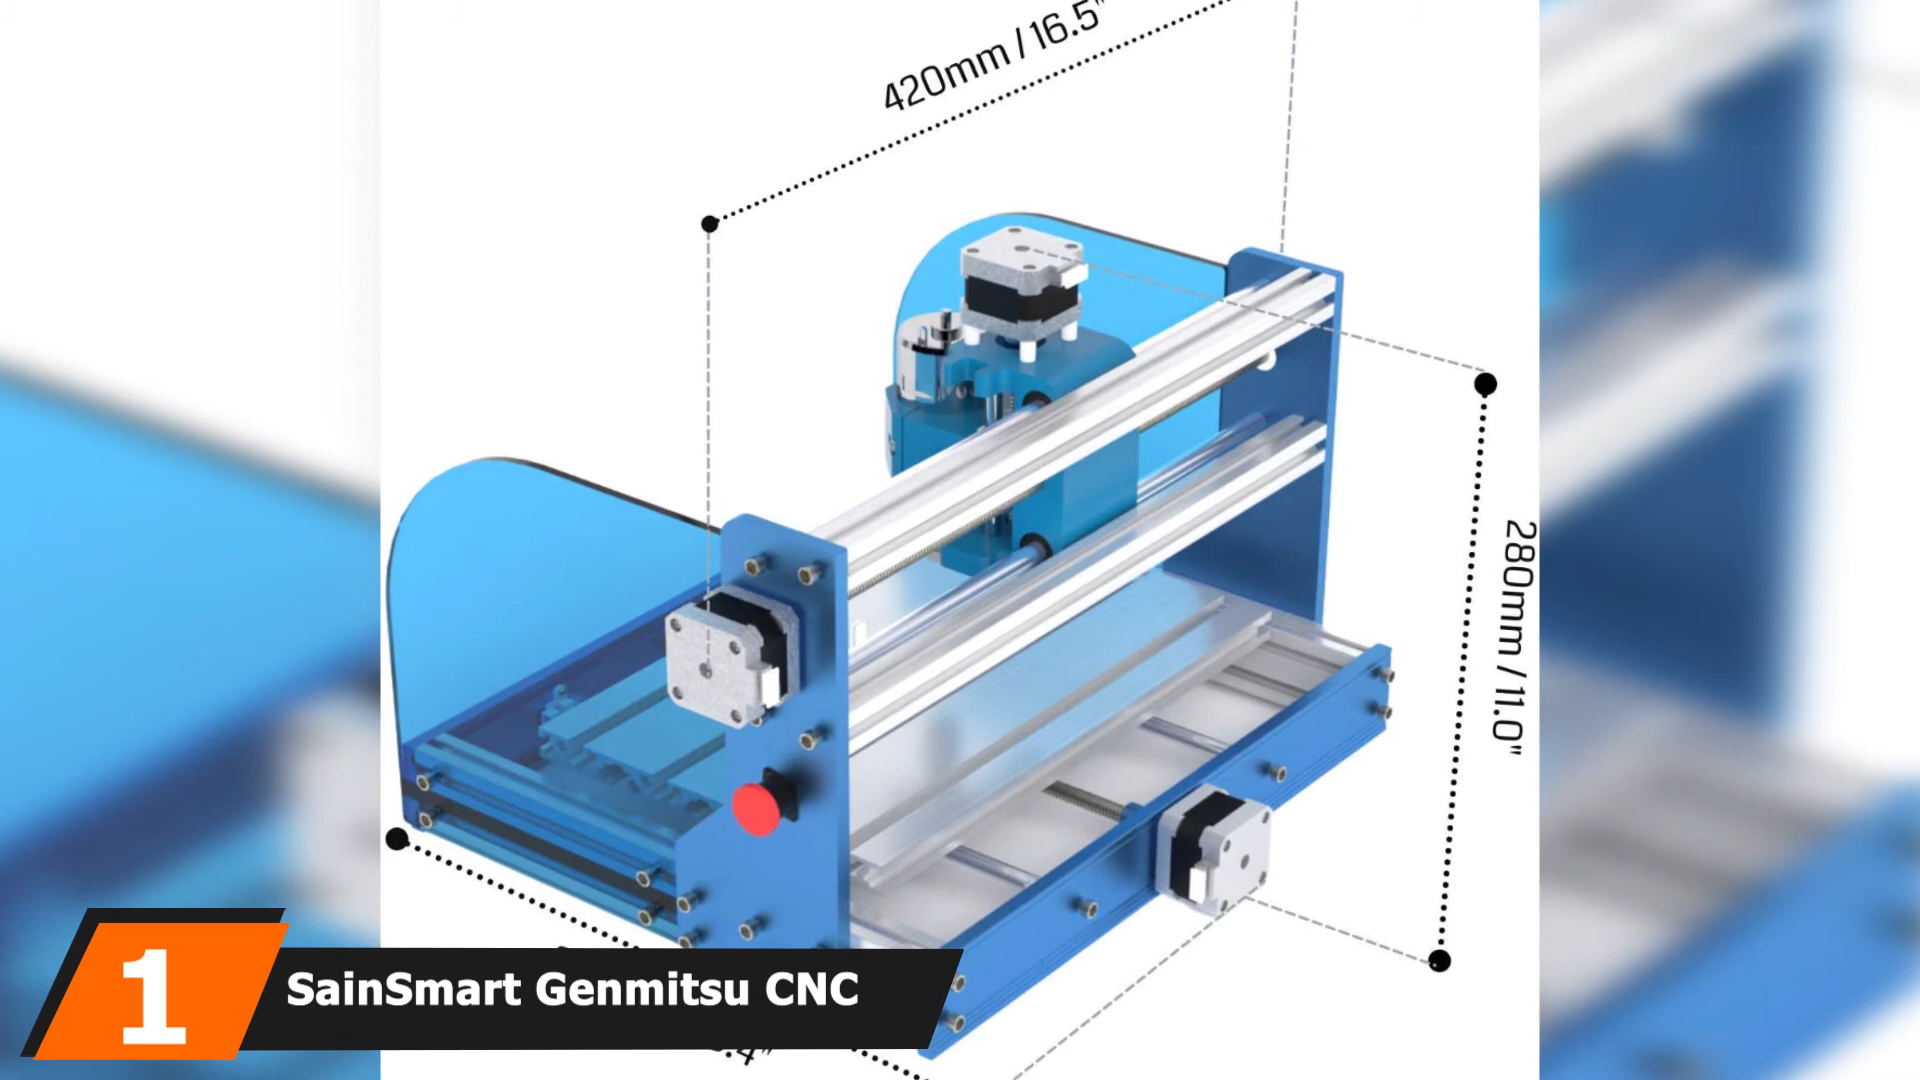 420mm / 16.5"
280mm / 11.0"
1
SainSmart Genmitsu CNC